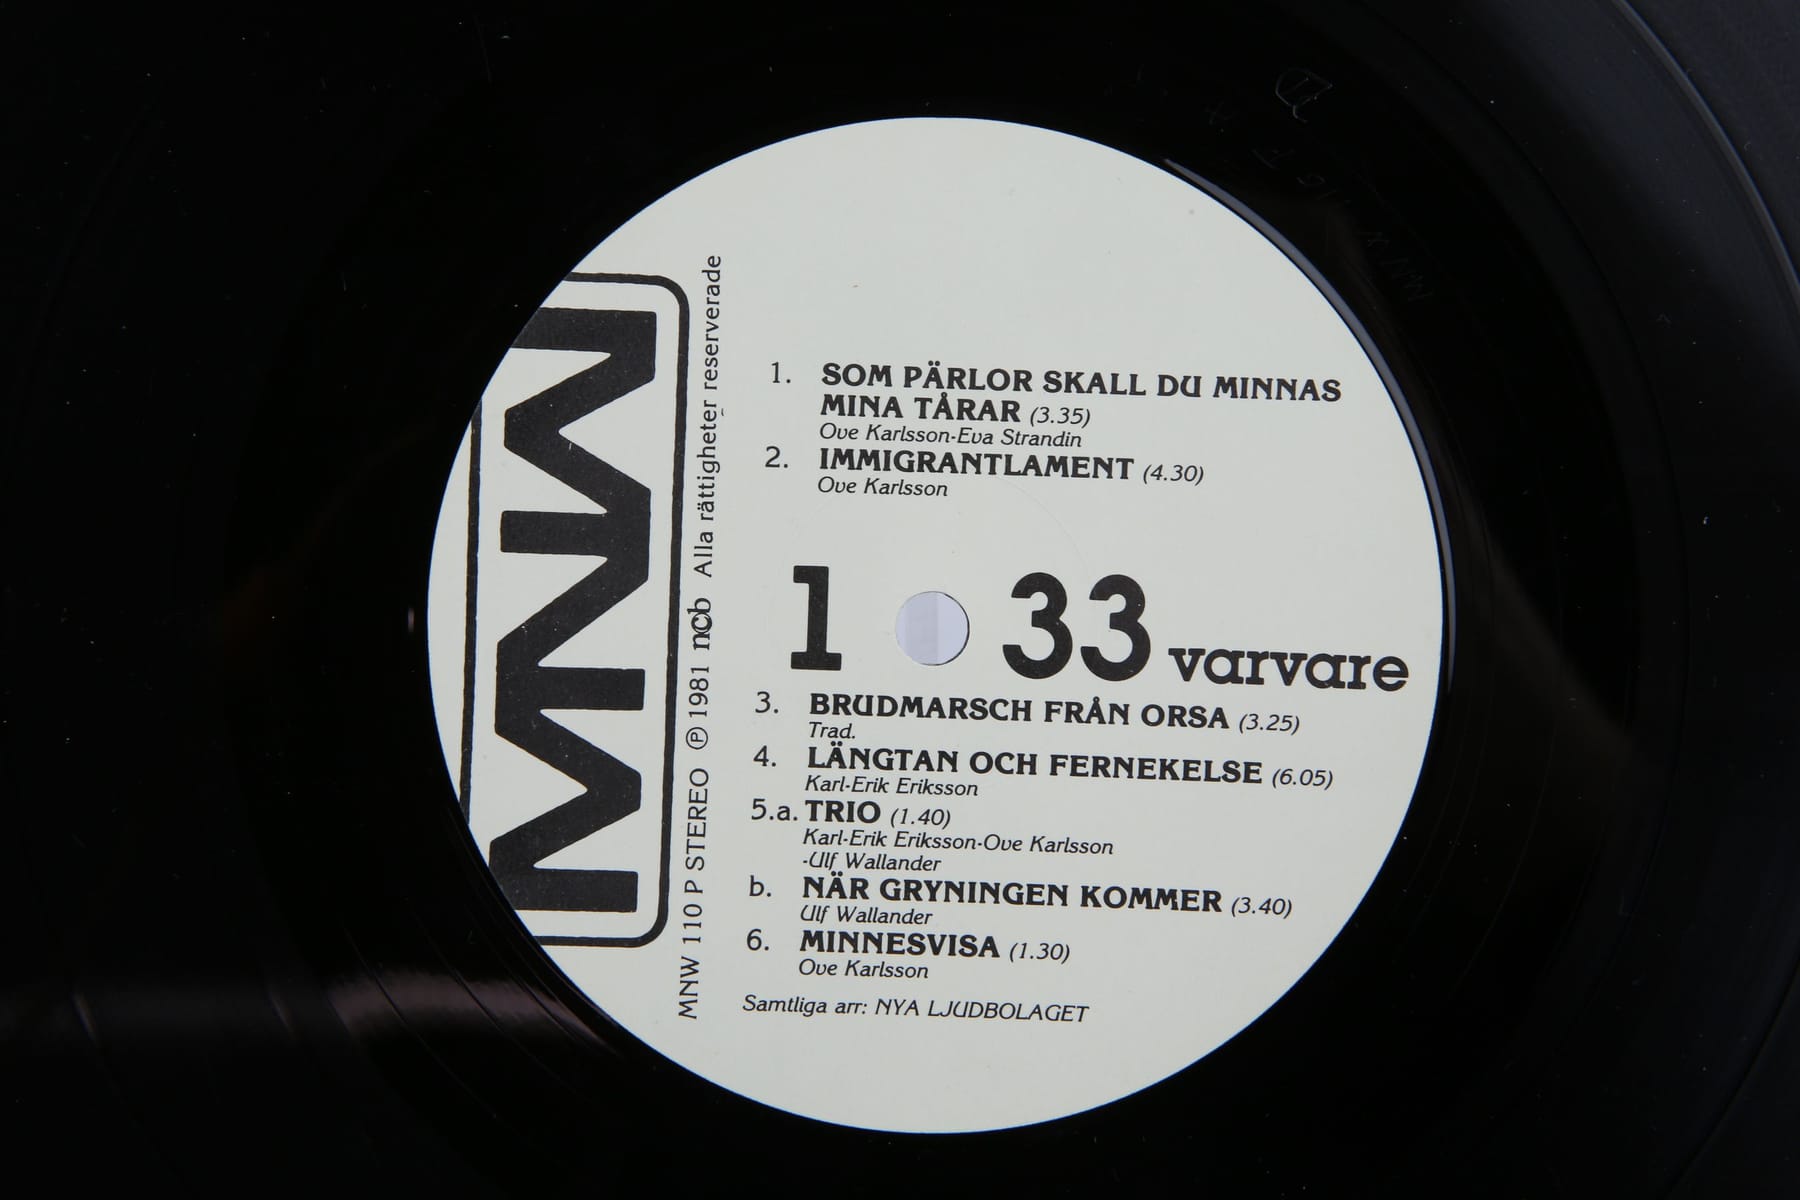 MNW
MNW 110 P STEREO Ⓟ 1981 ncb Alla rättigheter reserverade
1. SOM PÄRLOR SKALL DU MINNAS
MINA TÅRAR (3.35)
Ove Karlsson-Eva Strandin
2. IMMIGRANTLAMENT (4.30)
Ove Karlsson
1 33 varvare
3. BRUDMARSCH FRÅN ORSA (3.25)
Trad.
4. LÄNGTAN OCH FERNEKELSE (6.05)
Karl-Erik Eriksson
5.a. TRIO (1.40)
Karl-Erik Eriksson-Ove Karlsson
-Ulf Wallander
b. NÄR GRYNINGEN KOMMER (3.40)
Ulf Wallander
6. MINNESVISA (1.30)
Ove Karlsson
Samtliga arr: NYA LJUDBOLAGET